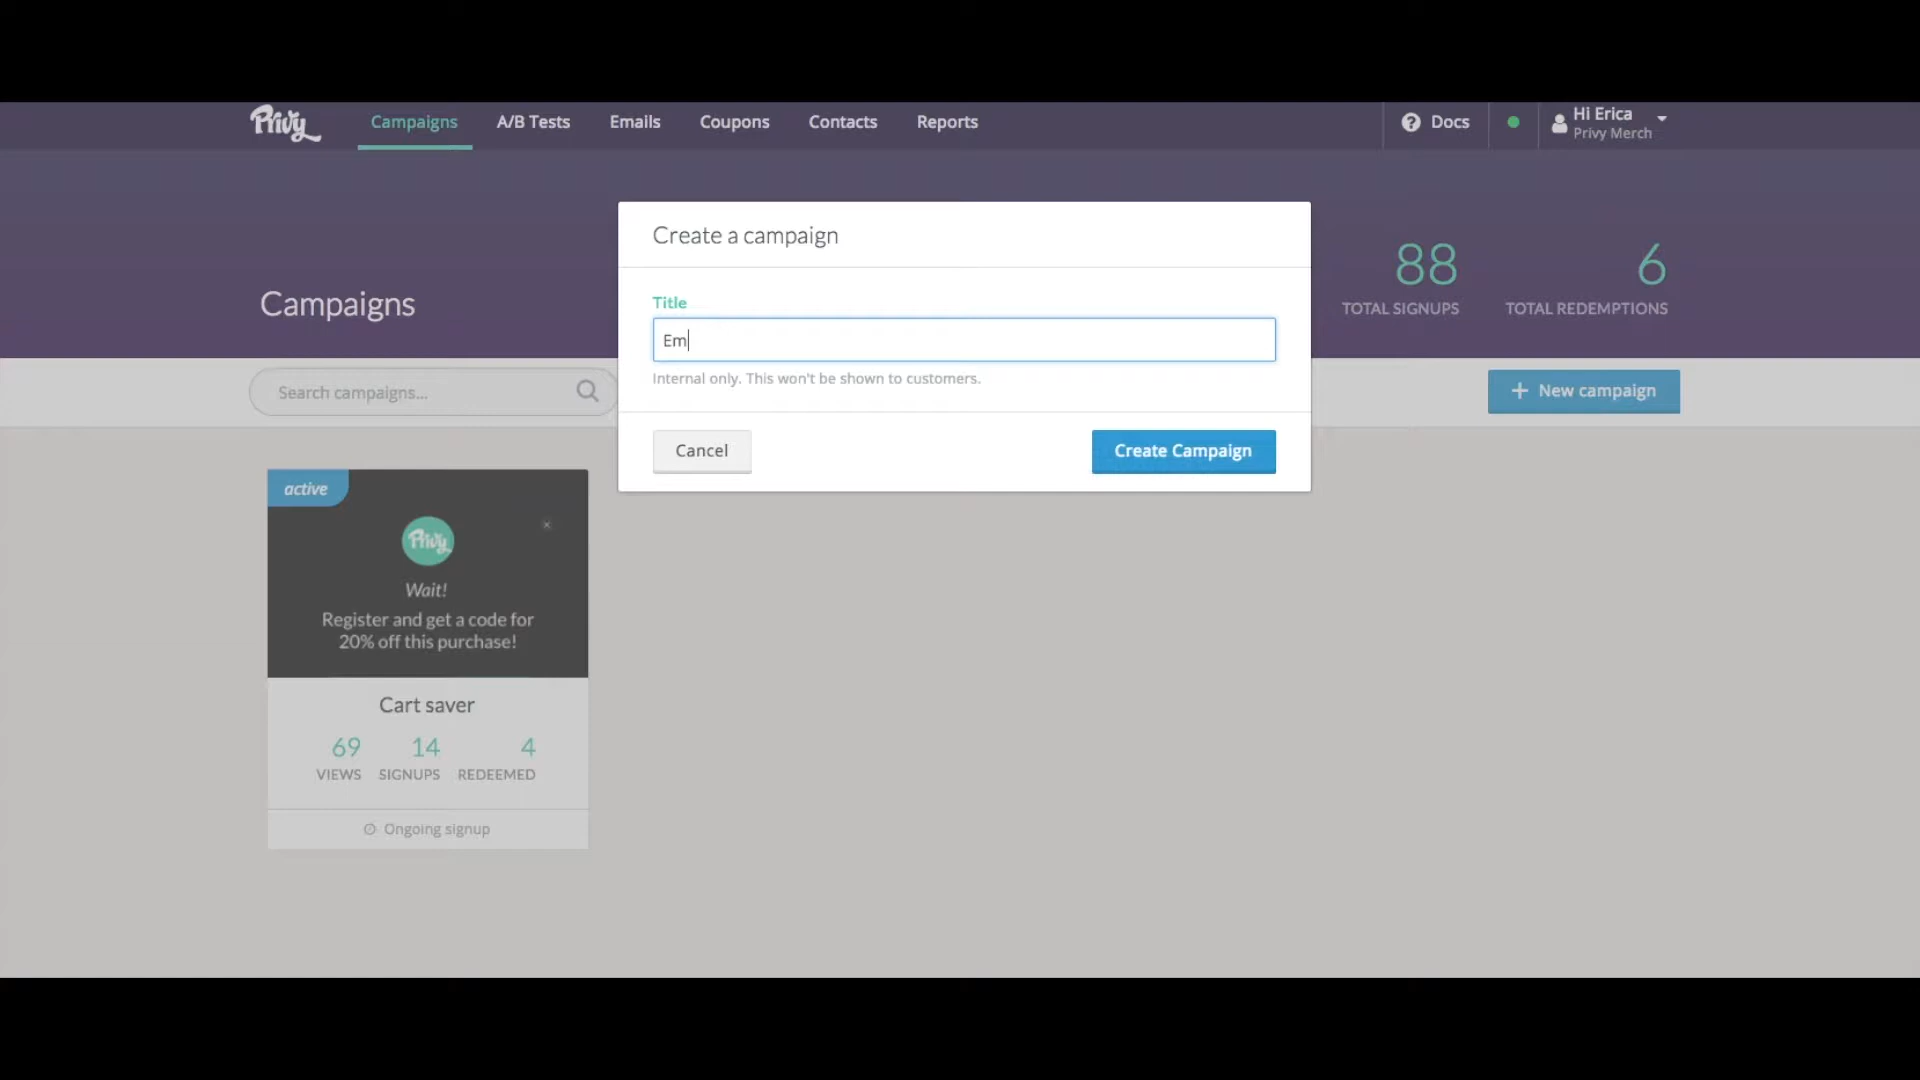 Privy
Campaigns
A/B Tests
Emails
Coupons
Contacts
Reports
Docs
Hi Erica
Privy Merch
Create a campaign
Campaigns
88
TOTAL SIGNUPS
6
TOTAL REDEMPTIONS
Title
Em
Internal only. This won't be shown to customers.
Search campaigns...
+ New campaign
Cancel
Create Campaign
active
×
Privy
Wait!
Register and get a code for
20% off this purchase!
Cart saver
69 14 4
VIEWS SIGNUPS REDEEMED
Ongoing signup